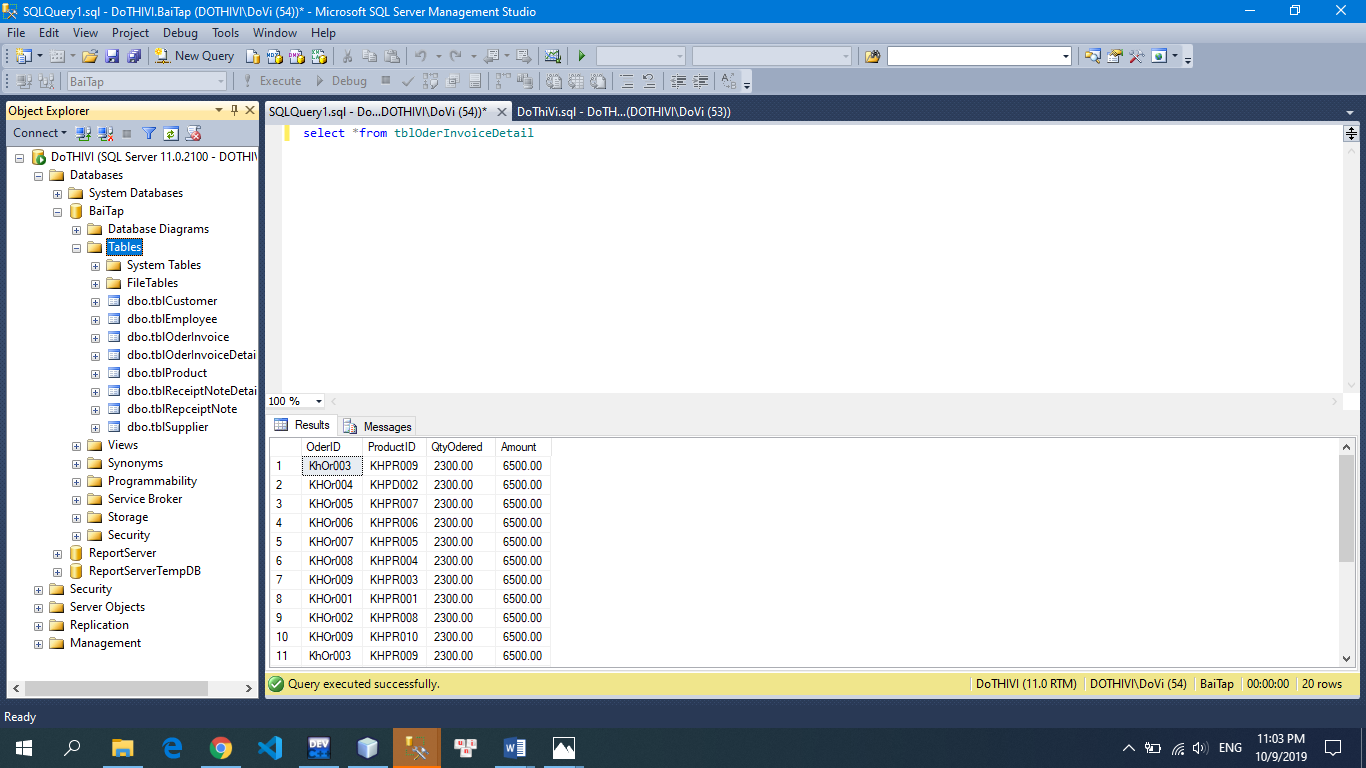 SQLQuery1.sql - DoTHIVI.BaiTap (DOTHIVI\DoVi (54))* - Microsoft SQL Server Management Studio
File Edit View Project Debug Tools Window Help
New Query
BaiTap
Execute
Debug
Object Explorer
Connect
DoTHIVI (SQL Server 11.0.2100 - DOTHI\
Databases
System Databases
BaiTap
Database Diagrams
Tables
System Tables
FileTables
dbo.tblCustomer
dbo.tblEmployee
dbo.tblOderInvoice
dbo.tblOderInvoiceDetai
dbo.tblProduct
dbo.tblReceiptNoteDetai
dbo.tblRepceiptNote
dbo.tblSupplier
Views
Synonyms
Programmability
Service Broker
Storage
Security
ReportServer
ReportServerTempDB
Security
Server Objects
Replication
Management
SQLQuery1.sql - Do...DOTHIVI\DoVi (54))* DoThiVi.sql - DoTH...(DOTHIVI\DoVi (53))
select *from tblOderInvoiceDetail
100 %
Results Messages
OderID ProductID QtyOdered Amount
1 KhOr003 KHPR009 2300.00 6500.00
2 KHOr004 KHPD002 2300.00 6500.00
3 KHOr005 KHPR007 2300.00 6500.00
4 KHOr006 KHPR006 2300.00 6500.00
5 KHOr007 KHPR005 2300.00 6500.00
6 KHOr008 KHPR004 2300.00 6500.00
7 KHOr009 KHPR003 2300.00 6500.00
8 KHOr001 KHPR001 2300.00 6500.00
9 KHOr002 KHPR008 2300.00 6500.00
10 KHOr009 KHPR010 2300.00 6500.00
11 KhOr003 KHPR009 2300.00 6500.00
Query executed successfully. DoTHIVI (11.0 RTM) DOTHIVI\DoVi (54) BaiTap 00:00:00 20 rows
Ready
DEV
ENG
11:03 PM
10/9/2019